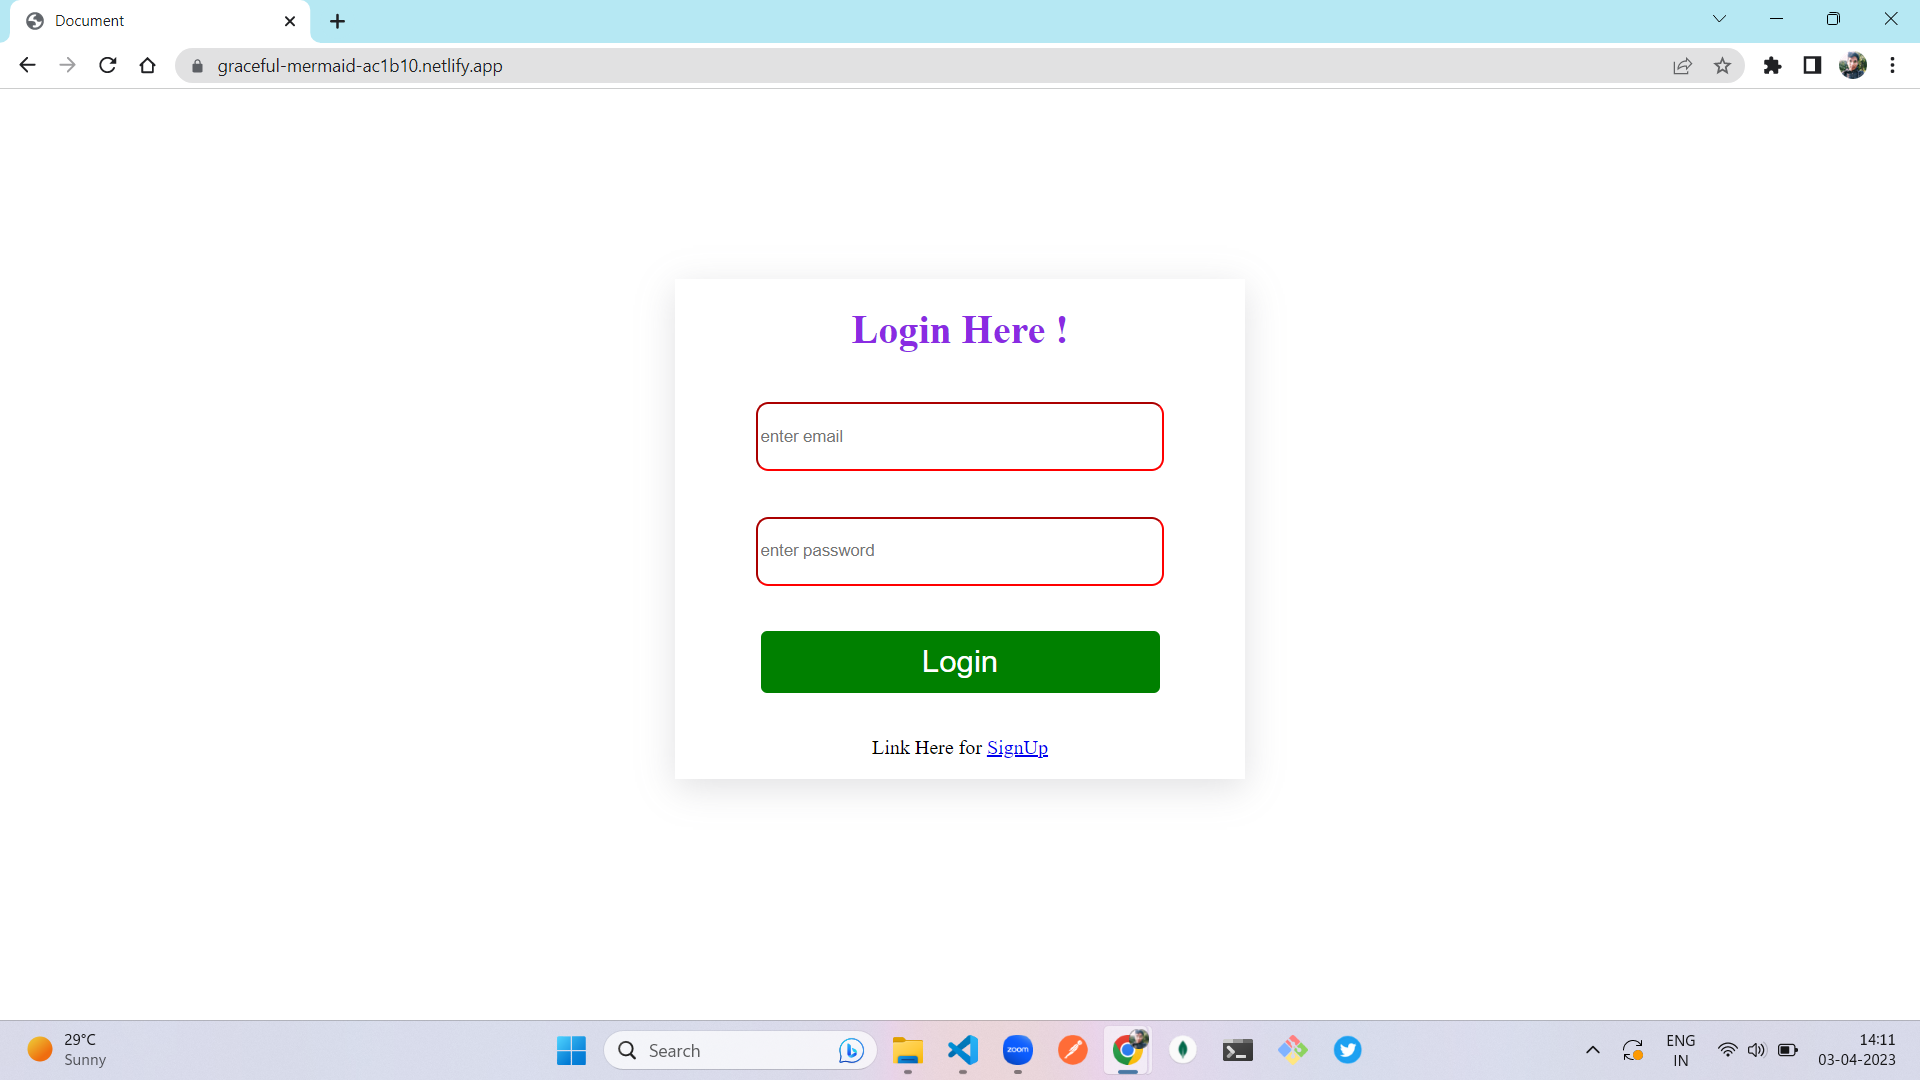 Document
graceful-mermaid-ac1b10.netlify.app
Login Here !
enter email
enter password
Login
Link Here for SignUp
29°C
Sunny
Search
zoom
ENG
IN
14:11
03-04-2023